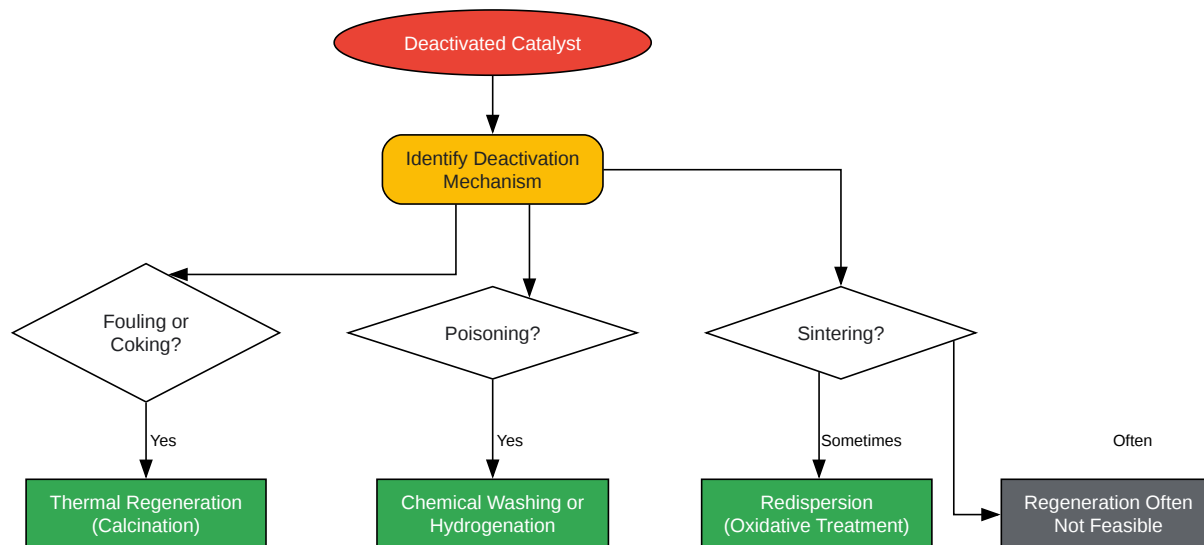 Deactivated Catalyst
Identify Deactivation
Mechanism
Fouling or
Coking?
Poisoning?
Sintering?
Yes
Yes
Sometimes
Often
Thermal Regeneration
(Calcination)
Chemical Washing or
Hydrogenation
Redispersion
(Oxidative Treatment)
Regeneration Often
Not Feasible